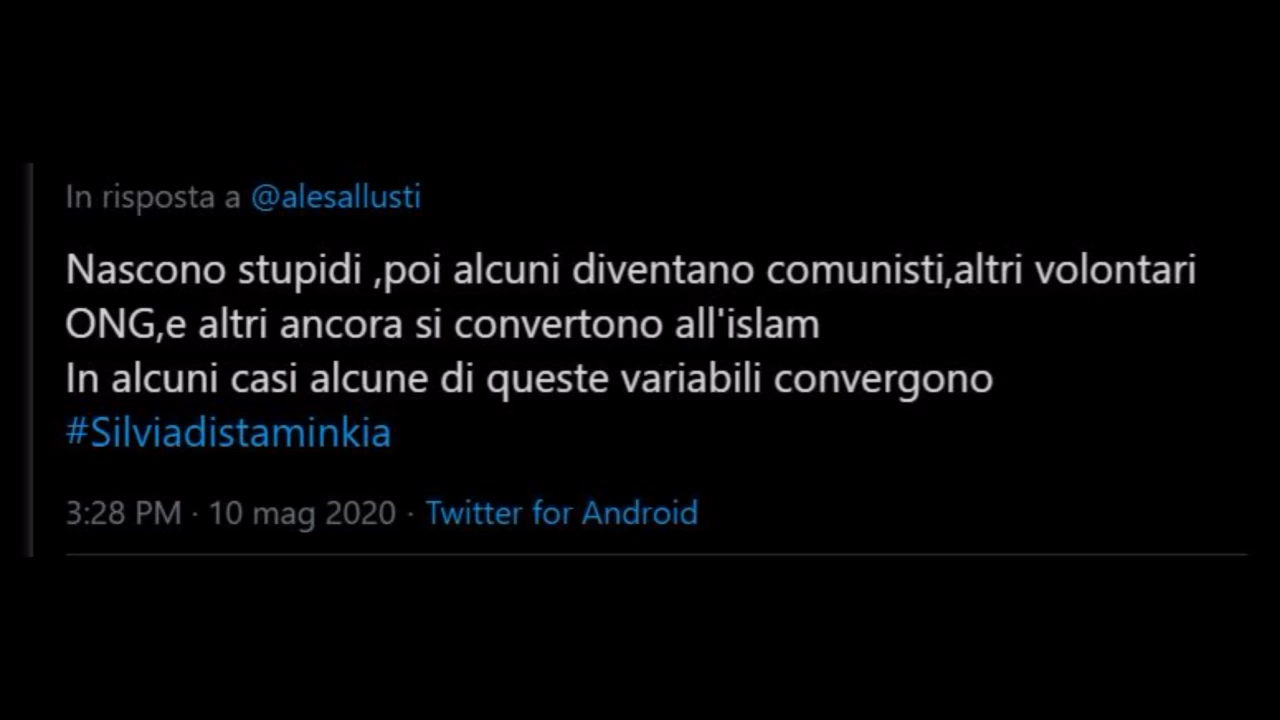 In risposta a @alesallusti
Nascono stupidi ,poi alcuni diventano comunisti,altri volontari
ONG,e altri ancora si convertono all'islam
In alcuni casi alcune di queste variabili convergono
#Silviadistaminkia
3:28 PM · 10 mag 2020 · Twitter for Android